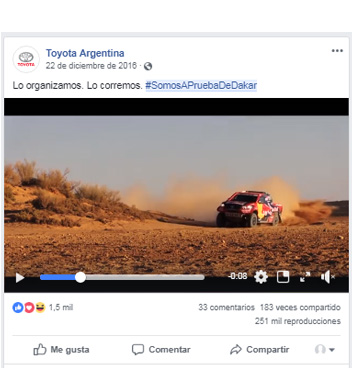 Toyota Argentina
22 de diciembre de 2016 ·
TOYOTA
Lo organizamos. Lo corremos. #SomosAPruebaDeDakar
-0:08
1,5 mil
33 comentarios 183 veces compartido
251 mil reproducciones
Me gusta Comentar Compartir